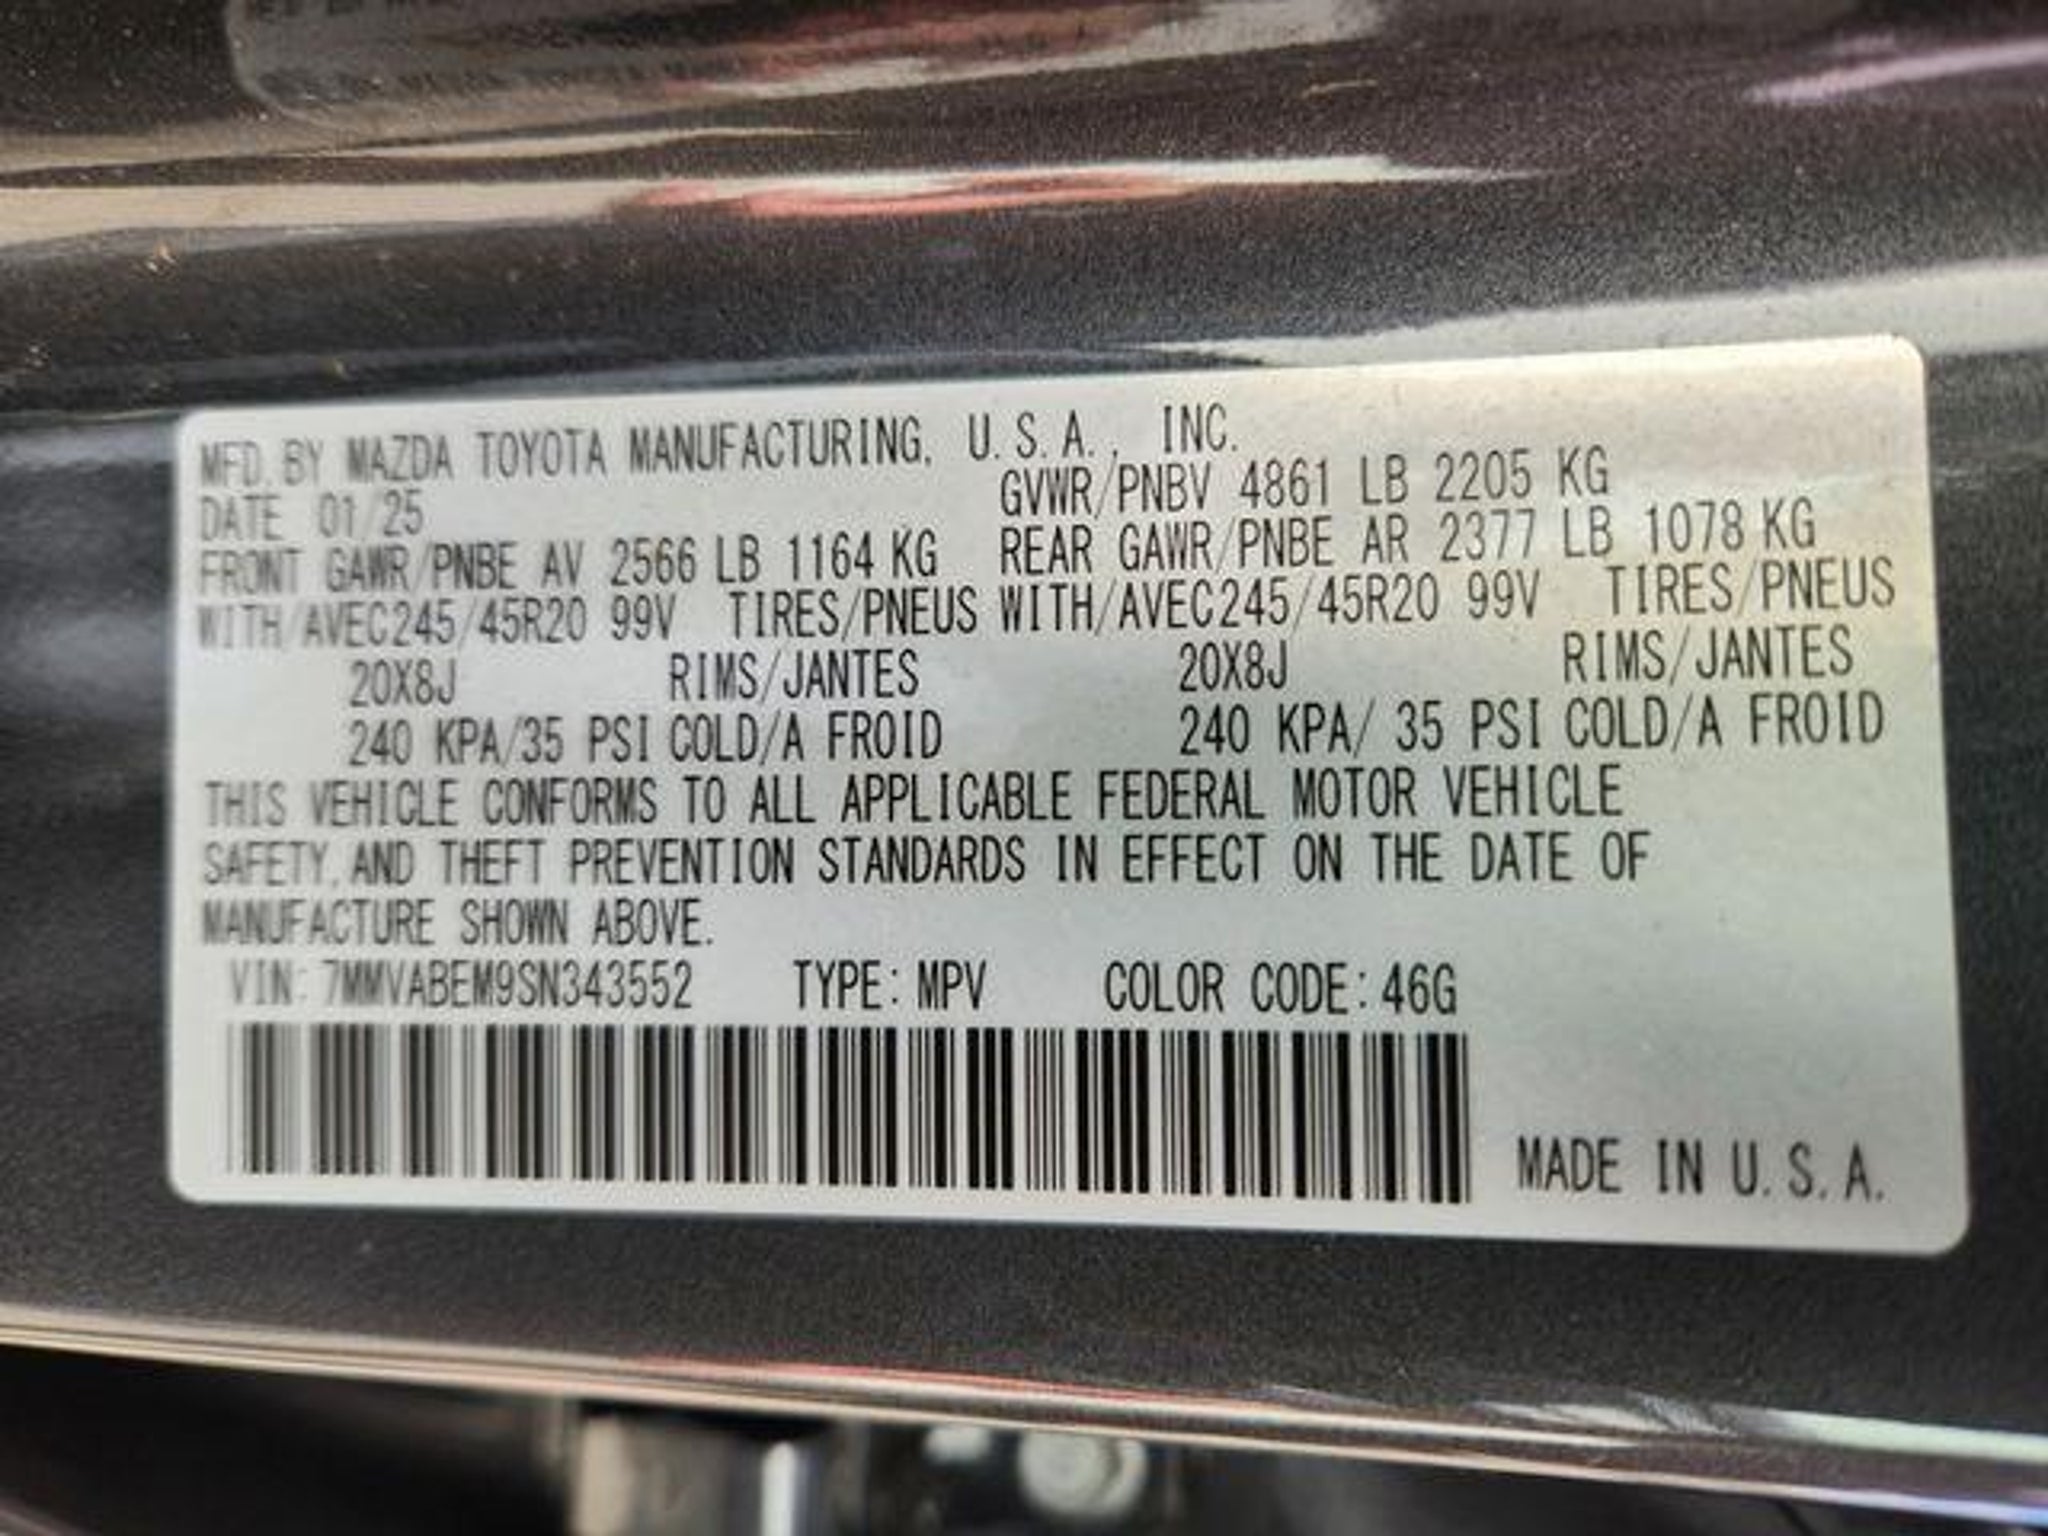 MFD. BY MAZDA TOYOTA MANUFACTURING, U.S.A., INC.
DATE 01/25 GVWR/PNBV 4861 LB 2205 KG
FRONT GAWR/PNBE AV 2566 LB 1164 KG REAR GAWR/PNBE AR 2377 LB 1078 KG
WITH/AVEC 245/45R20 99V TIRES/PNEUS WITH/AVEC 245/45R20 99V TIRES/PNEUS
20X8J RIMS/JANTES 20X8J RIMS/JANTES
240 KPA/35 PSI COLD/A FROID 240 KPA/ 35 PSI COLD/A FROID
THIS VEHICLE CONFORMS TO ALL APPLICABLE FEDERAL MOTOR VEHICLE
SAFETY, AND THEFT PREVENTION STANDARDS IN EFFECT ON THE DATE OF
MANUFACTURE SHOWN ABOVE.
VIN: 7MMVABEM9SN343552 TYPE: MPV COLOR CODE: 46G
MADE IN U.S.A.